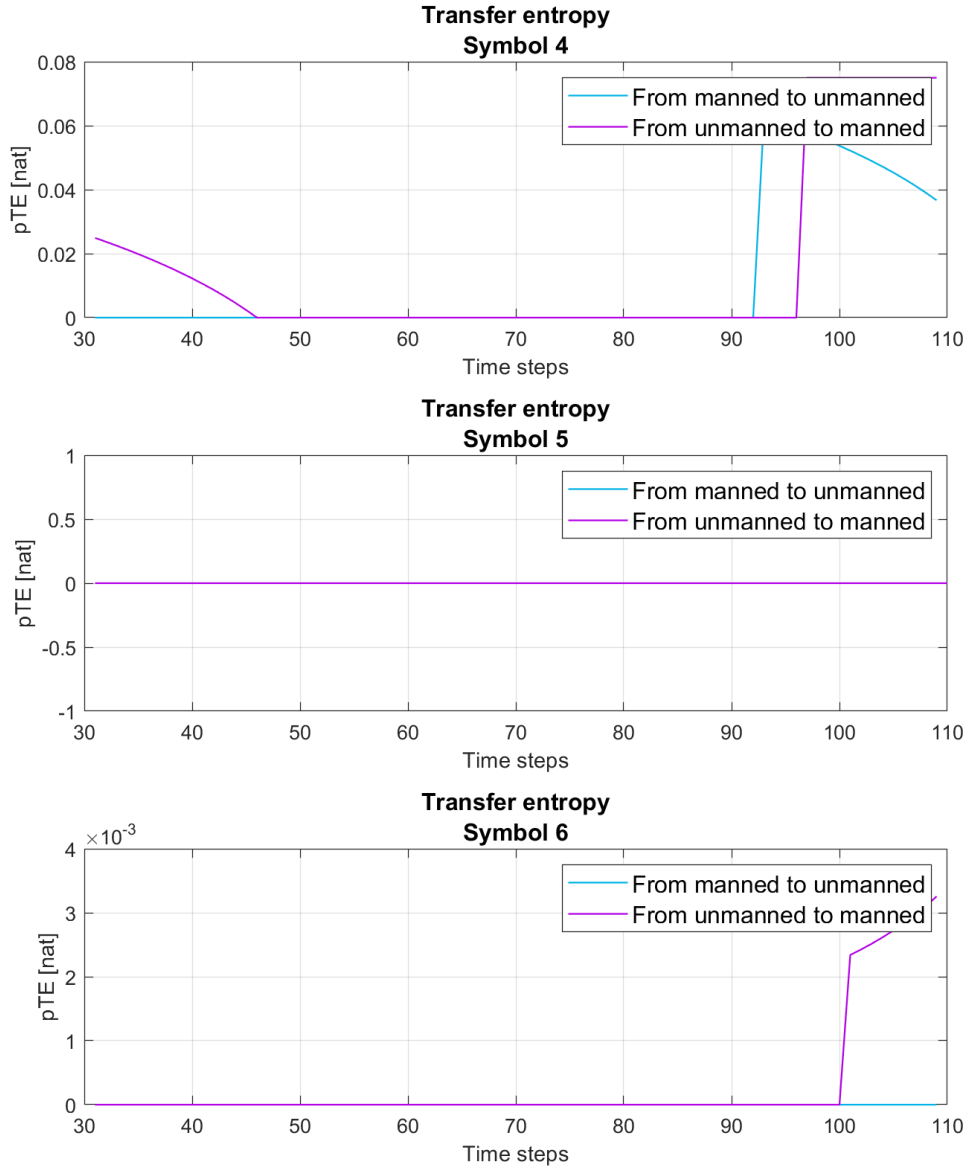 Transfer entropy
Symbol 4
0.08
0.06
0.04
0.02
0
pTE [nat]
From manned to unmanned
From unmanned to manned
30 40 50 60 70 80 90 100 110
Time steps
Transfer entropy
Symbol 5
1
0.5
0
-0.5
-1
pTE [nat]
From manned to unmanned
From unmanned to manned
30 40 50 60 70 80 90 100 110
Time steps
Transfer entropy
Symbol 6
×10⁻³
4
3
2
1
0
pTE [nat]
From manned to unmanned
From unmanned to manned
30 40 50 60 70 80 90 100 110
Time steps